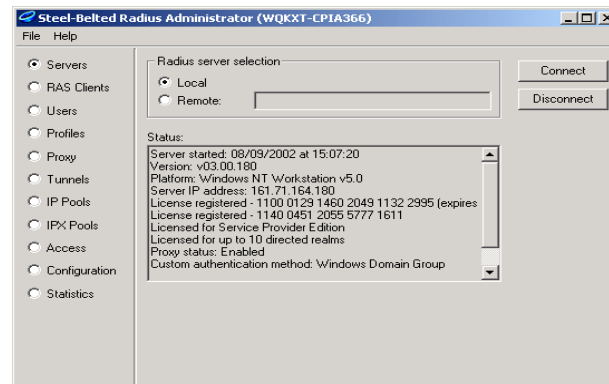 Steel-Belted Radius Administrator (WQKXT-CPIA366)
File Help
Servers
RAS Clients
Users
Profiles
Proxy
Tunnels
IP Pools
IPX Pools
Access
Configuration
Statistics
Radius server selection
Local
Remote:
Connect
Disconnect
Status:
Server started: 08/09/2002 at 15:07:20
Version: v03.00.180
Platform: Windows NT Workstation v5.0
Server IP address: 161.71.164.180
License registered - 1100 0129 1460 2049 1132 2995 (expires
License registered - 1140 0451 2055 5777 1611
Licensed for Service Provider Edition
Licensed for up to 10 directed realms
Proxy status: Enabled
Custom authentication method: Windows Domain Group